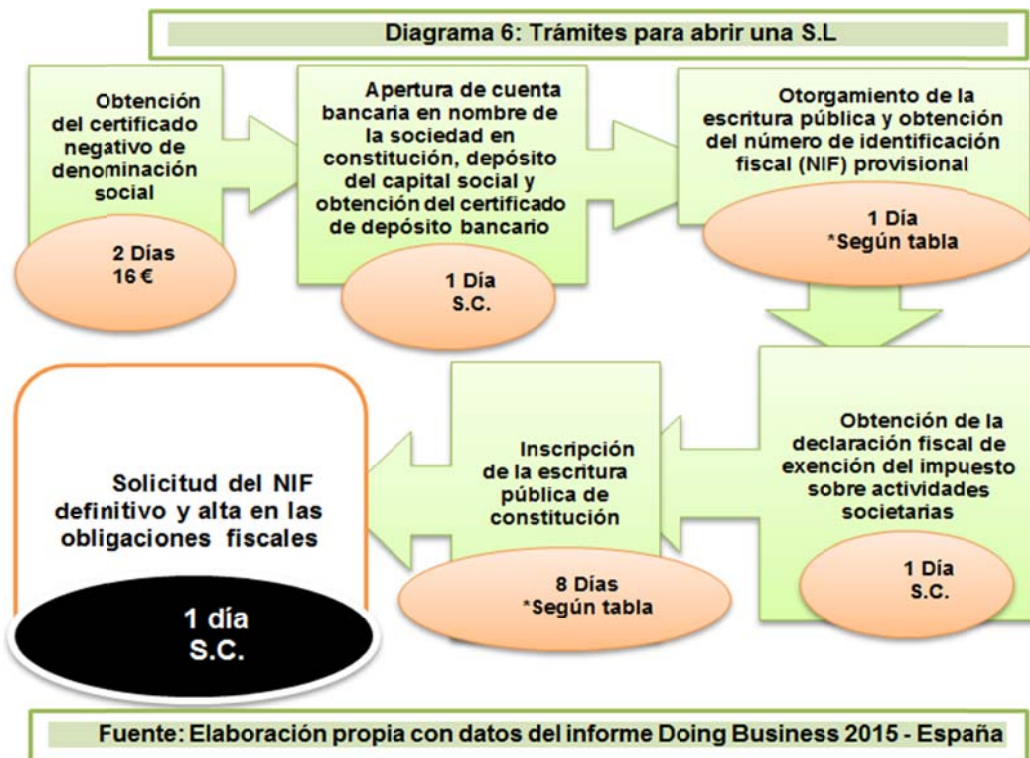 Diagrama 6: Trámites para abrir una S.L
Obtención
del certificado
negativo de
denominación
social
2 Días
16 €
Apertura de cuenta
bancaria en nombre de
la sociedad en
constitución, depósito
del capital social y
obtención del certificado
de depósito bancario
1 Día
S.C.
Otorgamiento de la
escritura pública y obtención
del número de identificación
fiscal (NIF) provisional
1 Día
*Según tabla
Obtención de la
declaración fiscal de
exención del impuesto
sobre actividades
societarias
1 Día
S.C.
Inscripción
de la escritura
pública de
constitución
8 Días
*Según tabla
Solicitud del NIF
definitivo y alta en las
obligaciones fiscales
1 día
S.C.
Fuente: Elaboración propia con datos del informe Doing Business 2015 - España